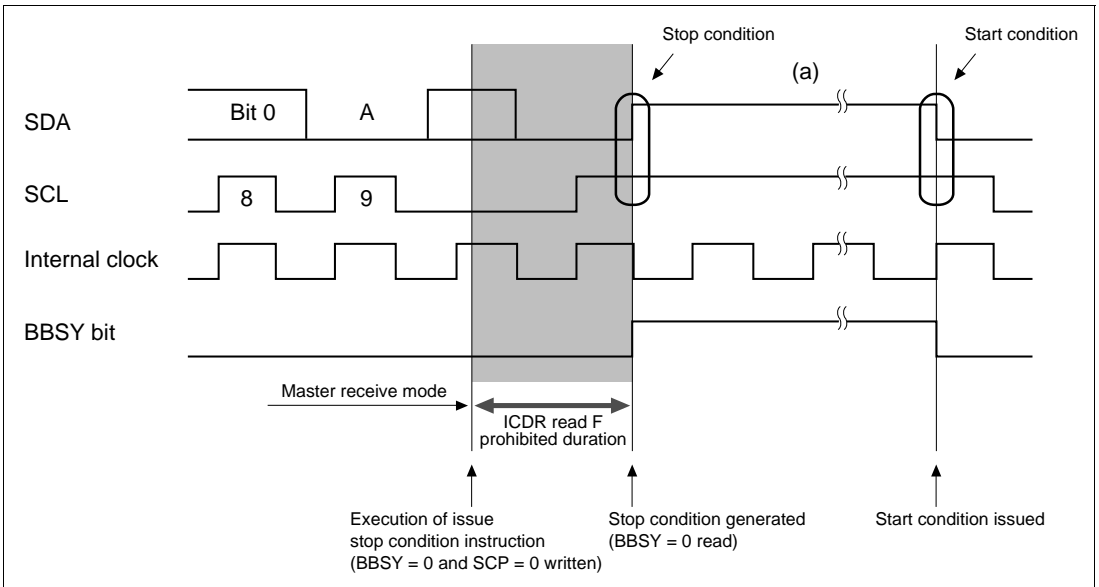 Stop condition
Start condition
(a)
SDA
Bit 0
A
SCL
8
9
Internal clock
BBSY bit
Master receive mode
ICDR read F
prohibited duration
Execution of issue
stop condition instruction
(BBSY = 0 and SCP = 0 written)
Stop condition generated
(BBSY = 0 read)
Start condition issued